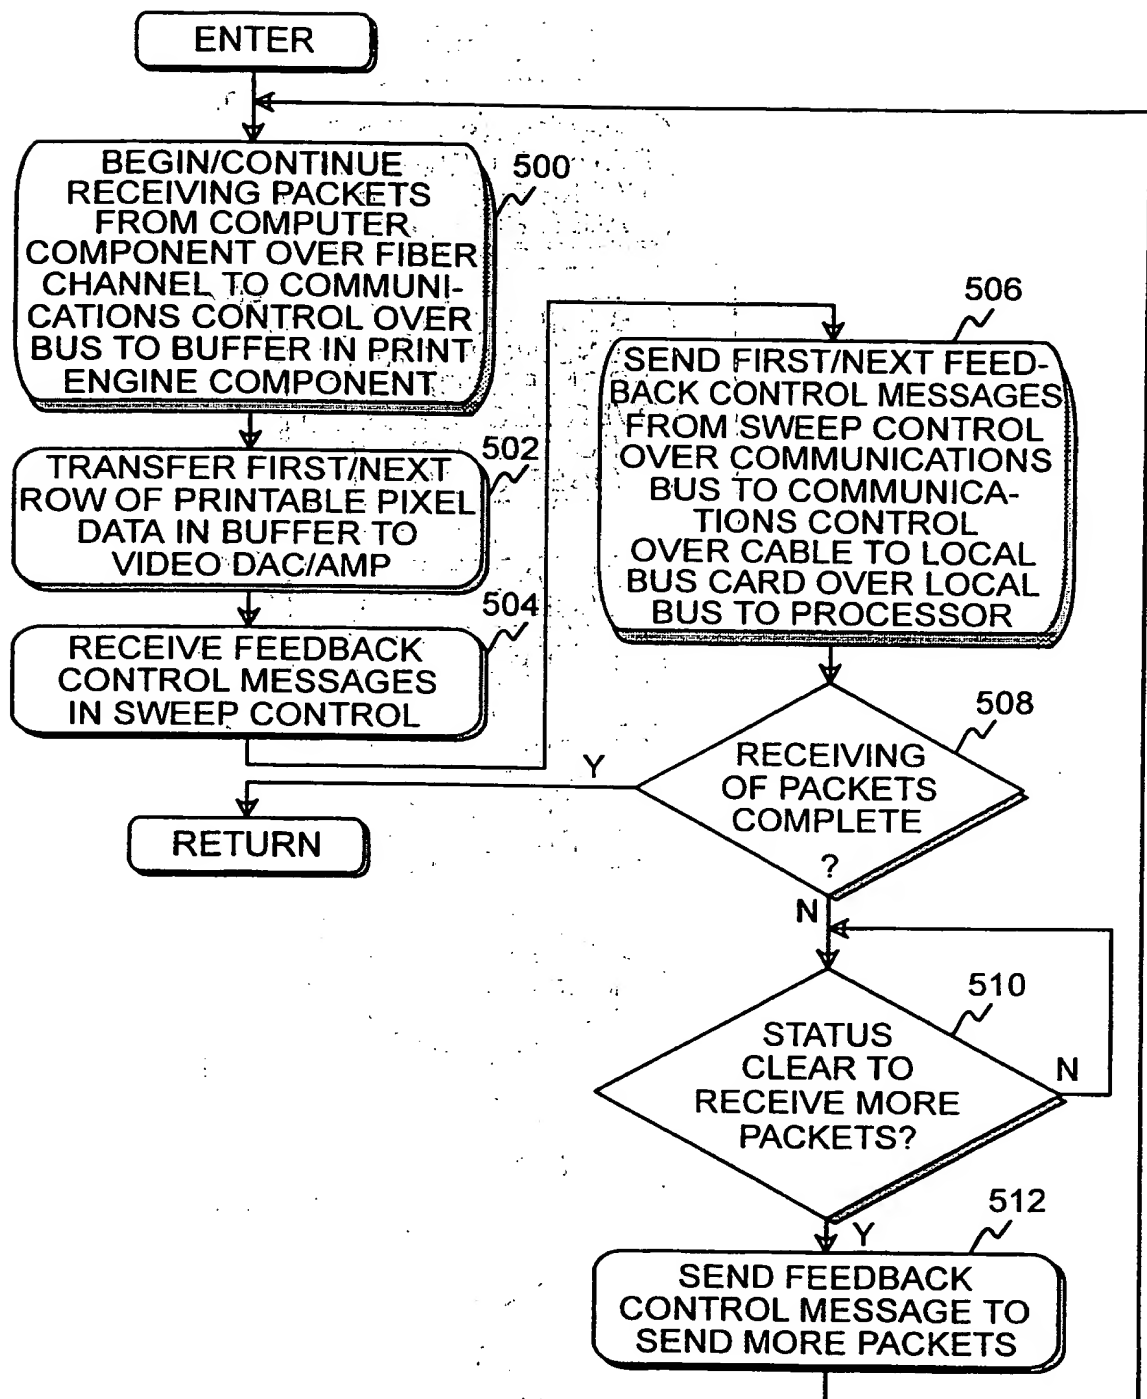 ENTER
BEGIN/CONTINUE
RECEIVING PACKETS
FROM COMPUTER
COMPONENT OVER FIBER
CHANNEL TO COMMUNI-
CATIONS CONTROL OVER
BUS TO BUFFER IN PRINT
ENGINE COMPONENT
500
TRANSFER FIRST/NEXT
ROW OF PRINTABLE PIXEL
DATA IN BUFFER TO
VIDEO DAC/AMP
502
RECEIVE FEEDBACK
CONTROL MESSAGES
IN SWEEP CONTROL
504
506
SEND FIRST/NEXT FEED-
BACK CONTROL MESSAGES
FROM SWEEP CONTROL
OVER COMMUNICATIONS
BUS TO COMMUNICA-
TIONS CONTROL
OVER CABLE TO LOCAL
BUS CARD OVER LOCAL
BUS TO PROCESSOR
508
RECEIVING
OF PACKETS
COMPLETE
?
Y
RETURN
N
510
STATUS
CLEAR TO
RECEIVE MORE
PACKETS?
N
Y
512
SEND FEEDBACK
CONTROL MESSAGE TO
SEND MORE PACKETS